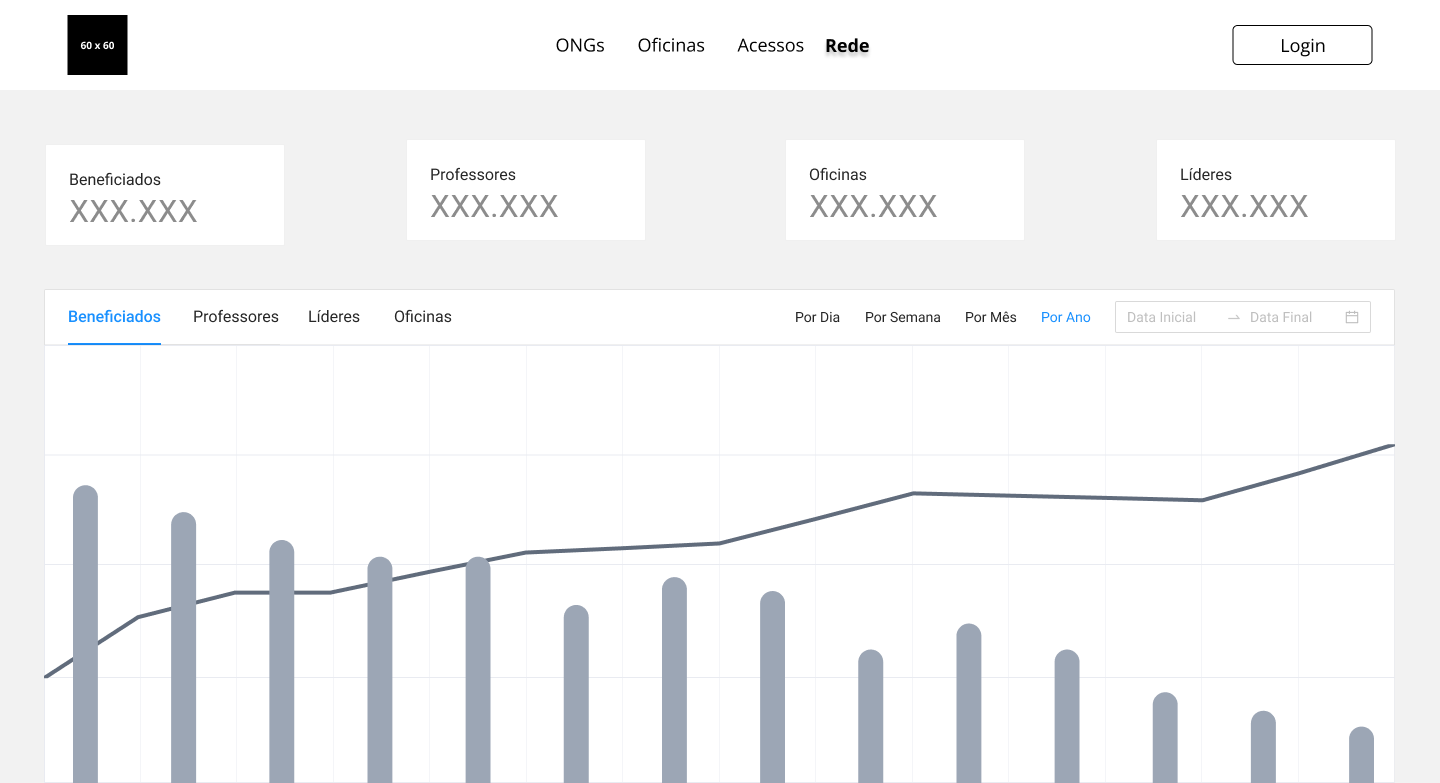 60 x 60
ONGs Oficinas Acessos Rede
Login
Beneficiados
XXX.XXX
Professores
XXX.XXX
Oficinas
XXX.XXX
Líderes
XXX.XXX
Beneficiados Professores Líderes Oficinas
Por Dia Por Semana Por Mês Por Ano
Data Inicial → Data Final